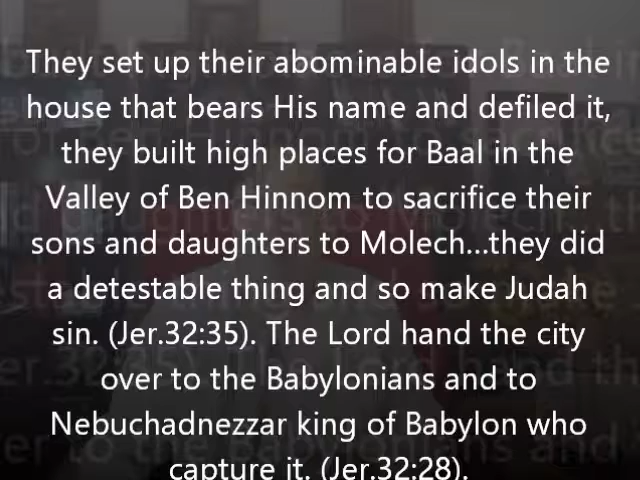 They set up their abominable idols in the
house that bears His name and defiled it,
they built high places for Baal in the
Valley of Ben Hinnom to sacrifice their
sons and daughters to Molech...they did
a detestable thing and so make Judah
sin. (Jer.32:35). The Lord hand the city
over to the Babylonians and to
Nebuchadnezzar king of Babylon who
capture it. (Jer.32:28).